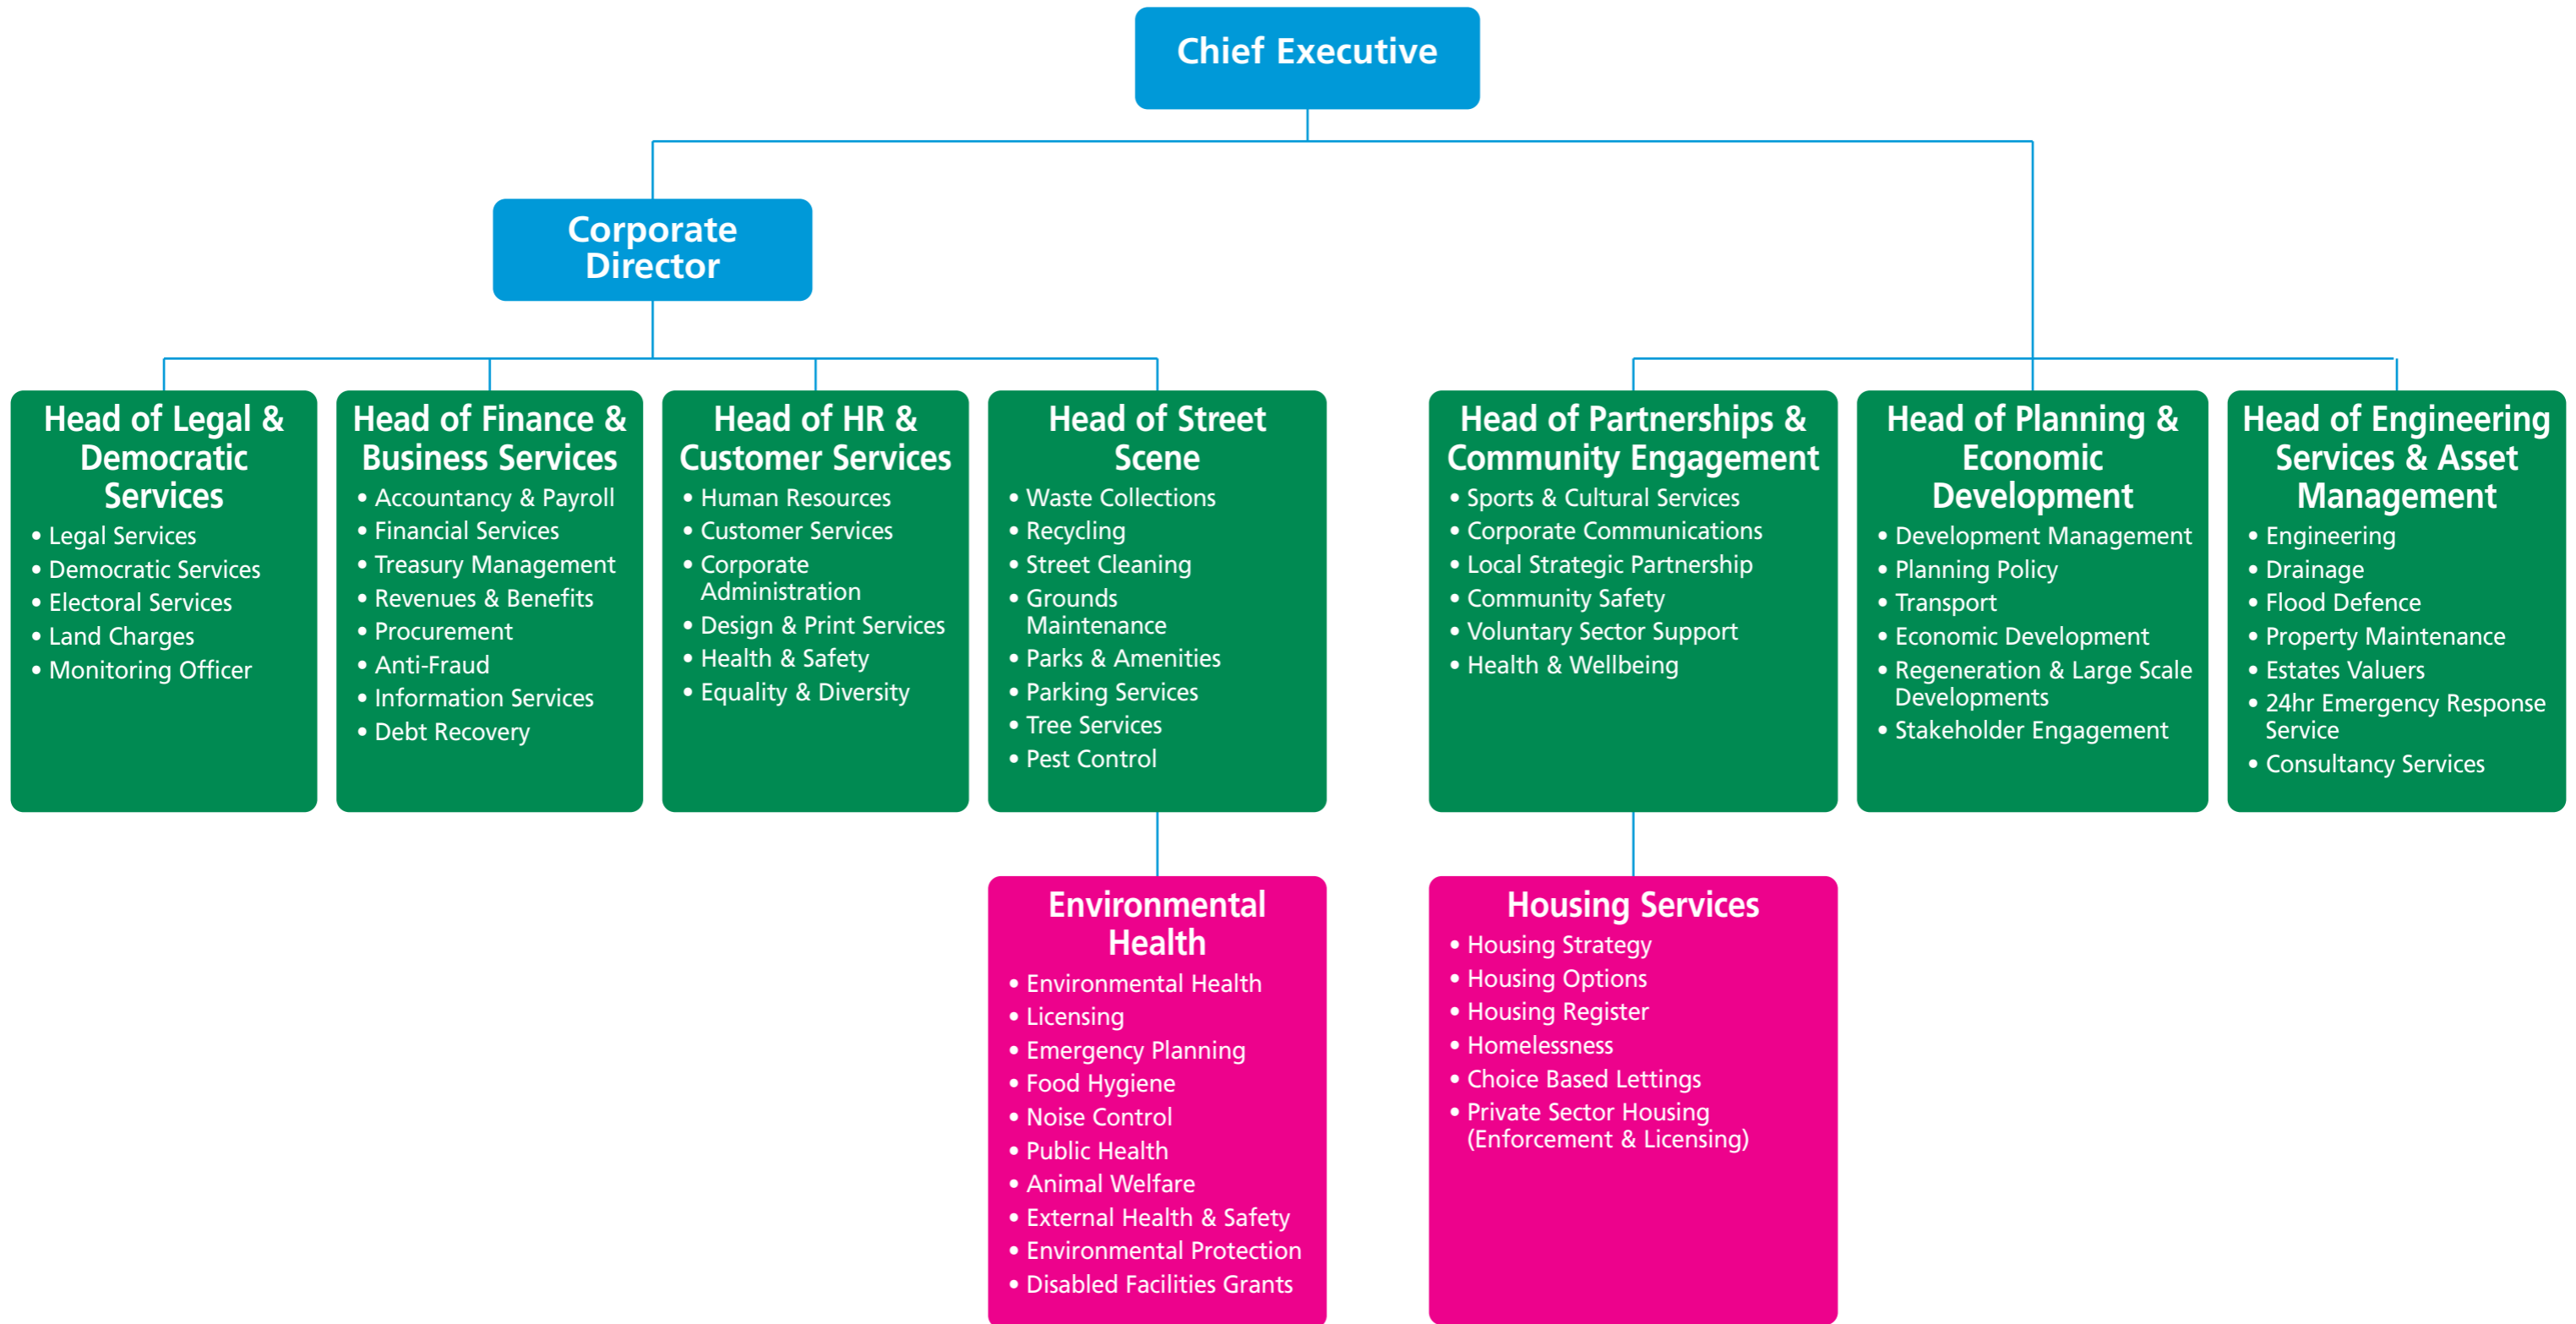 Chief Executive
Corporate
Director
Head of Legal &
Democratic
Services
• Legal Services
• Democratic Services
• Electoral Services
• Land Charges
• Monitoring Officer
Head of Finance &
Business Services
• Accountancy & Payroll
• Financial Services
• Treasury Management
• Revenues & Benefits
• Procurement
• Anti-Fraud
• Information Services
• Debt Recovery
Head of HR &
Customer Services
• Human Resources
• Customer Services
• Corporate
Administration
• Design & Print Services
• Health & Safety
• Equality & Diversity
Head of Street
Scene
• Waste Collections
• Recycling
• Street Cleaning
• Grounds
Maintenance
• Parks & Amenities
• Parking Services
• Tree Services
• Pest Control
Head of Partnerships &
Community Engagement
• Sports & Cultural Services
• Corporate Communications
• Local Strategic Partnership
• Community Safety
• Voluntary Sector Support
• Health & Wellbeing
Head of Planning &
Economic
Development
• Development Management
• Planning Policy
• Transport
• Economic Development
• Regeneration & Large Scale
Developments
• Stakeholder Engagement
Head of Engineering
Services & Asset
Management
• Engineering
• Drainage
• Flood Defence
• Property Maintenance
• Estates Valuers
• 24hr Emergency Response
Service
• Consultancy Services
Environmental
Health
• Environmental Health
• Licensing
• Emergency Planning
• Food Hygiene
• Noise Control
• Public Health
• Animal Welfare
• External Health & Safety
• Environmental Protection
• Disabled Facilities Grants
Housing Services
• Housing Strategy
• Housing Options
• Housing Register
• Homelessness
• Choice Based Lettings
• Private Sector Housing
(Enforcement & Licensing)